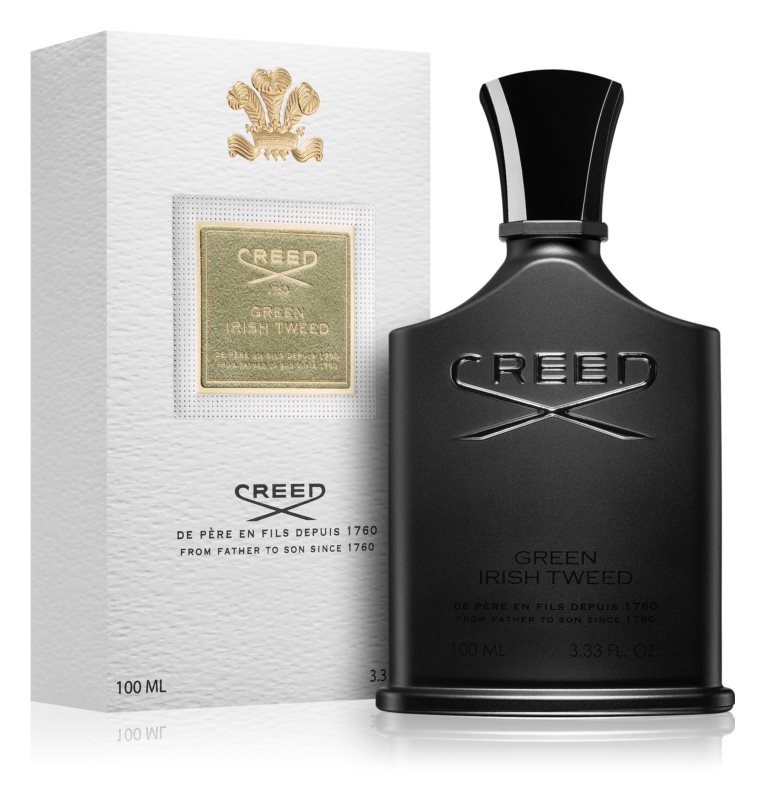 CREED
GREEN
IRISH TWEED
DE PÈRE EN FILS DEPUIS 1760
FROM FATHER TO SON SINCE 1760
CREED
DE PÈRE EN FILS DEPUIS 1760
FROM FATHER TO SON SINCE 1760
100 ML
3.3
CREED
GREEN
IRISH TWEED
DE PÈRE EN FILS DEPUIS 1760
FROM FATHER TO SON SINCE 1760
100 ML 3.33 FL. OZ.